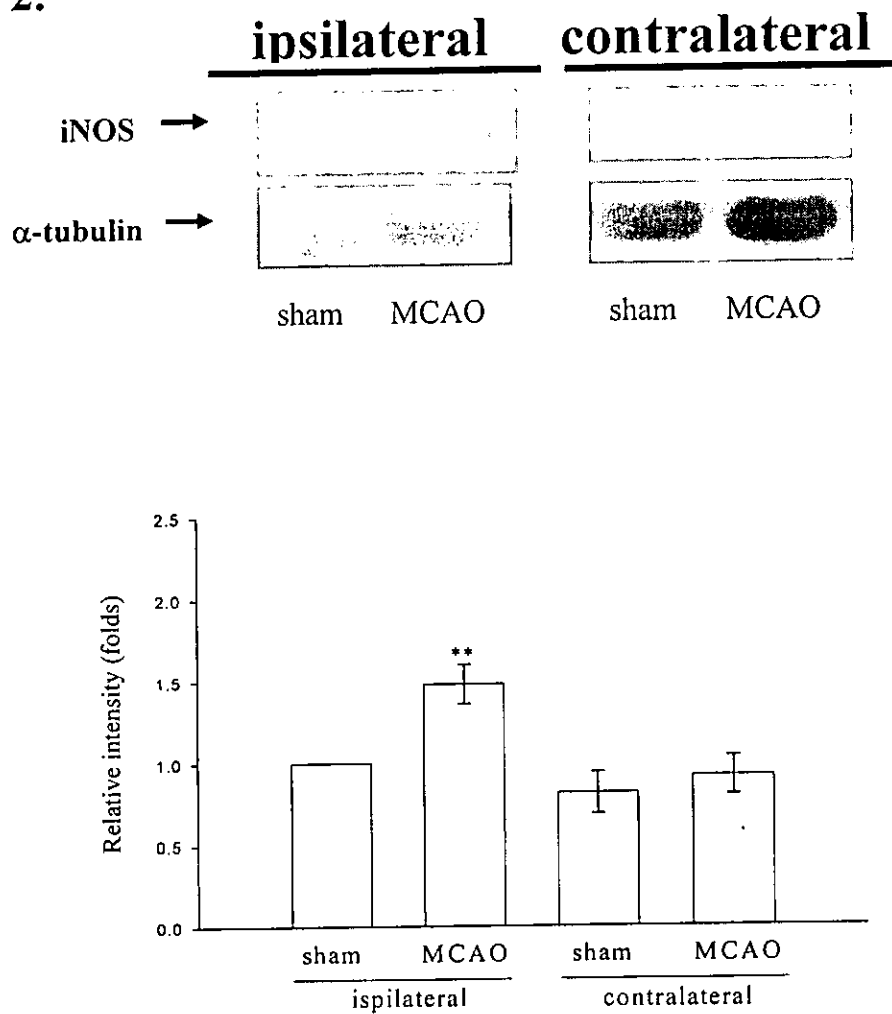 2.
ipsilateral contralateral
iNOS
α-tubulin
sham MCAO sham MCAO
2.5
2.0
**
1.5
1.0
0.5
0.0
Relative intensity (folds)
sham MCAO sham MCAO
ispilateral contralateral